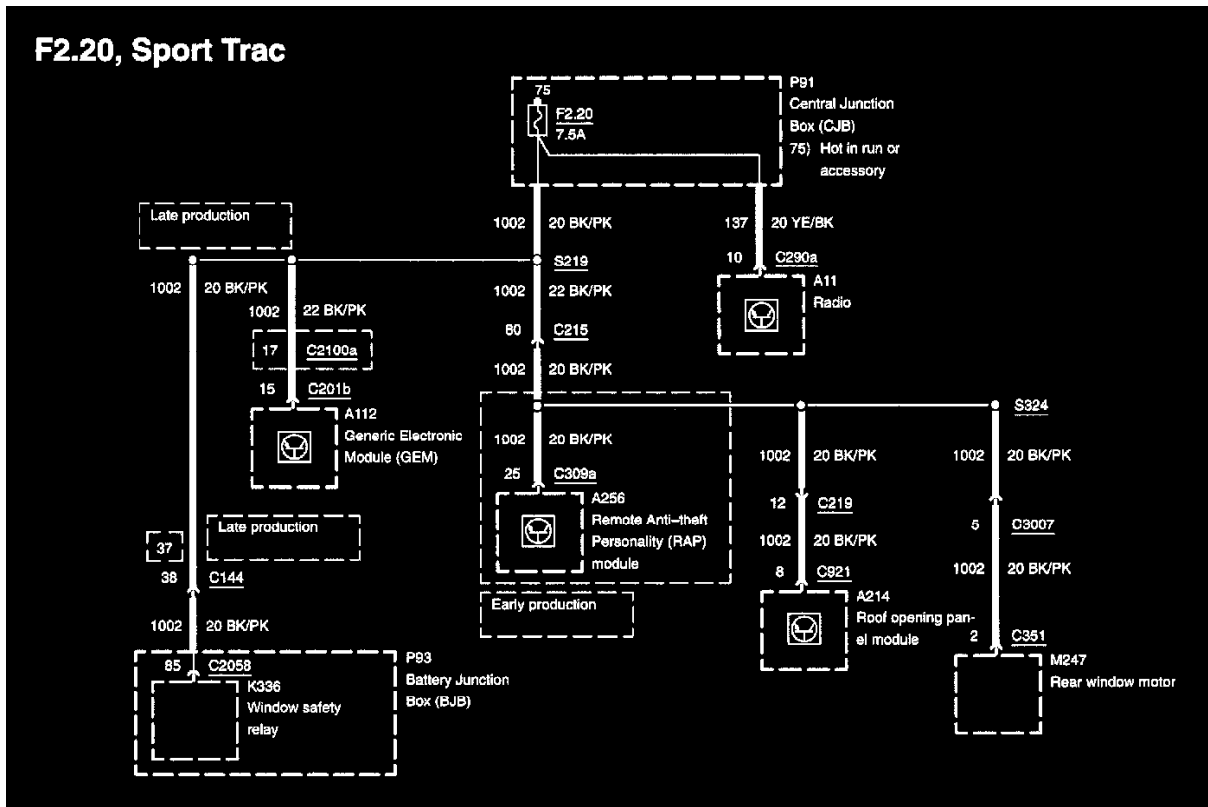 F2.20, Sport Trac
75
F2.20
7.5A
P91
Central Junction
Box (CJB)
75) Hot in run or
accessory
Late production
1002 20 BK/PK
137 20 YE/BK
S219
10 C290a
A11
Radio
1002 20 BK/PK
1002 22 BK/PK
1002 22 BK/PK
60 C215
17 C2100a
1002 20 BK/PK
15 C201b
A112
Generic Electronic
Module (GEM)
S324
1002 20 BK/PK
1002 20 BK/PK
1002 20 BK/PK
25 C309a
A256
Remote Anti-theft
Personality (RAP)
module
12 C219
5 C3007
Late production
37
38 C144
1002 20 BK/PK
1002 20 BK/PK
8 C921
A214
Roof opening pan-
el module
Early production
1002 20 BK/PK
2 C351
M247
Rear window motor
P93
Battery Junction
Box (BJB)
85 C2058
K336
Window safety
relay